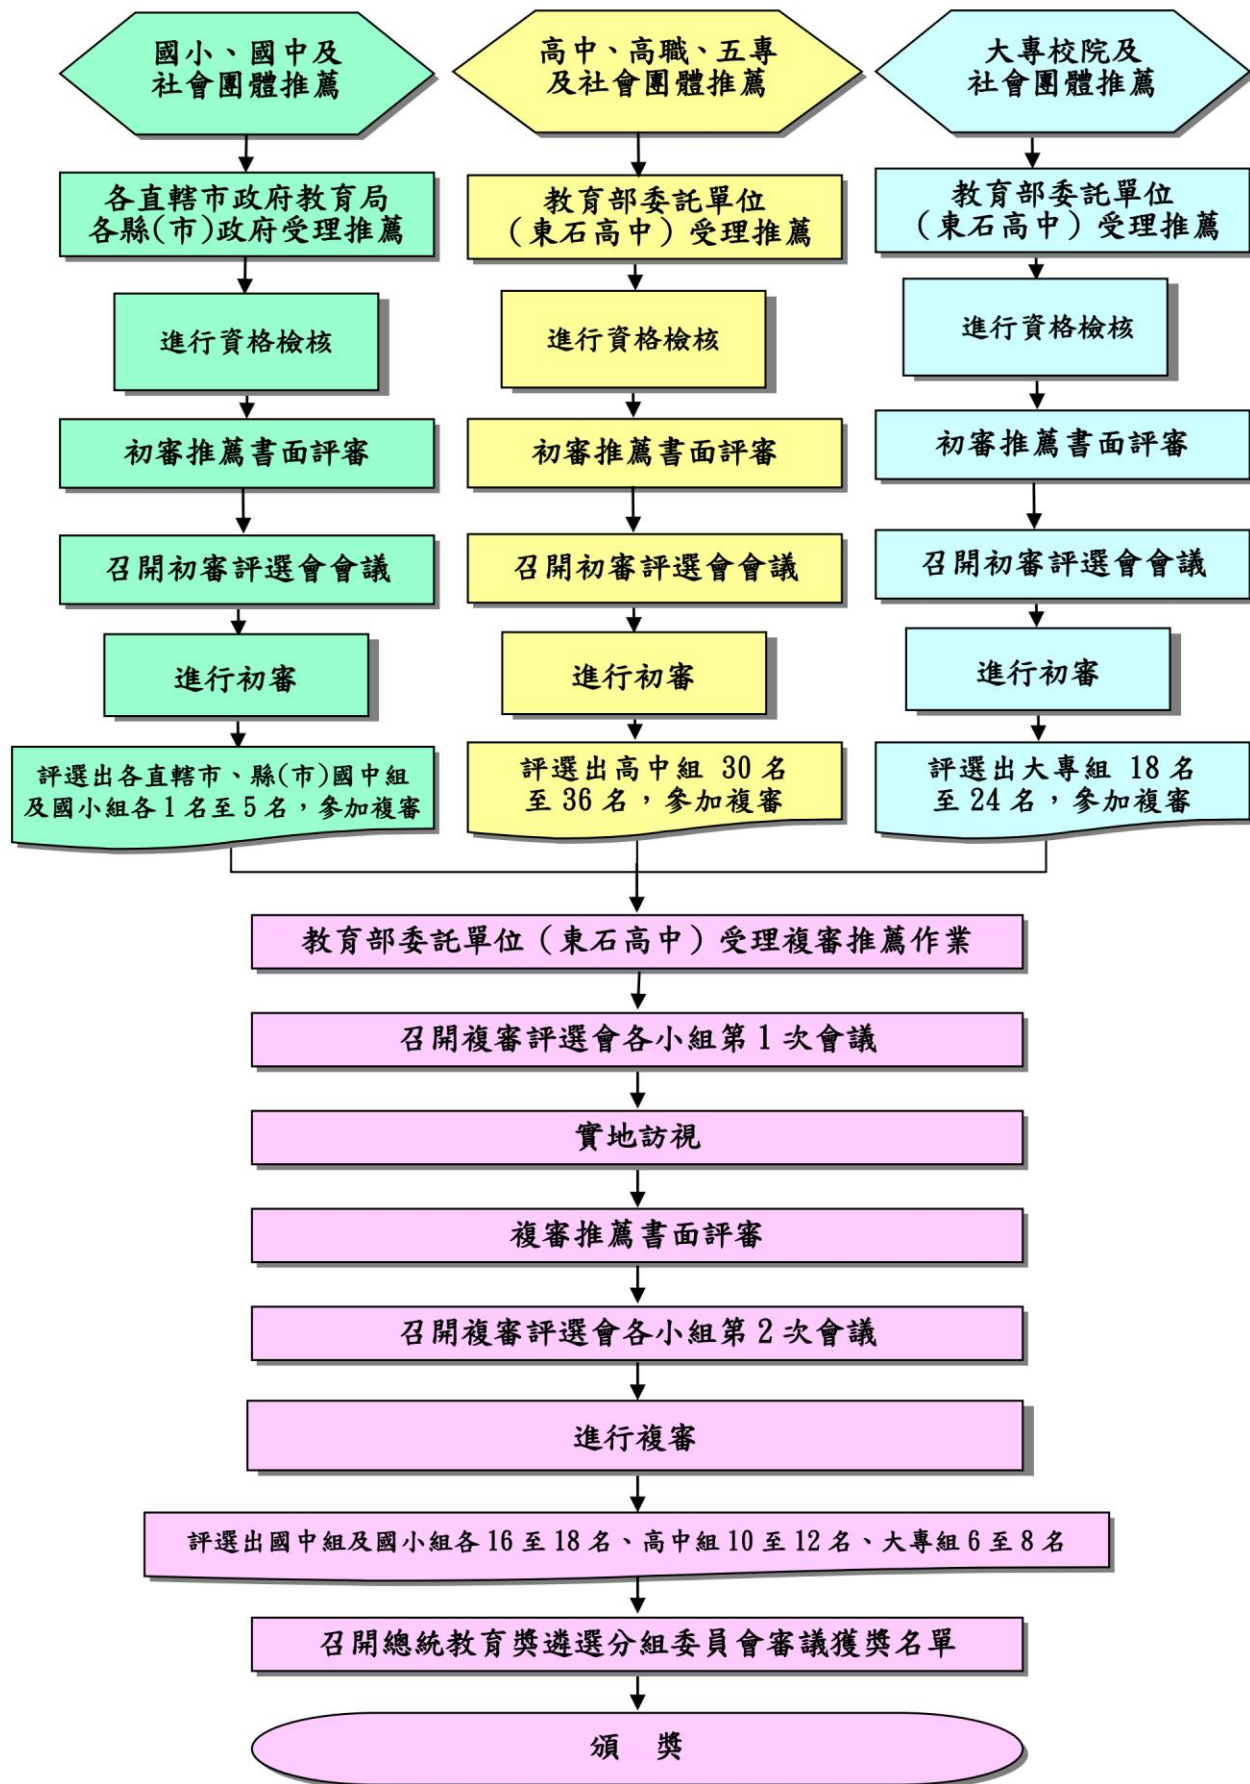 國小、國中及
社會團體推薦
高中、高職、五專
及社會團體推薦
大專校院及
社會團體推薦
各直轄市政府教育局
各縣(市)政府受理推薦
教育部委託單位
（東石高中）受理推薦
教育部委託單位
（東石高中）受理推薦
進行資格檢核
進行資格檢核
進行資格檢核
初審推薦書面評審
初審推薦書面評審
初審推薦書面評審
召開初審評選會會議
召開初審評選會會議
召開初審評選會會議
進行初審
進行初審
進行初審
評選出各直轄市、縣(市)國中組
及國小組各 1 名至 5 名，參加複審
評選出高中組 30 名
至 36 名，參加複審
評選出大專組 18 名
至 24 名，參加複審
教育部委託單位（東石高中）受理複審推薦作業
召開複審評選會各小組第 1 次會議
實地訪視
複審推薦書面評審
召開複審評選會各小組第 2 次會議
進行複審
評選出國中組及國小組各 16 至 18 名、高中組 10 至 12 名、大專組 6 至 8 名
召開總統教育獎遴選分組委員會審議獲獎名單
頒　獎